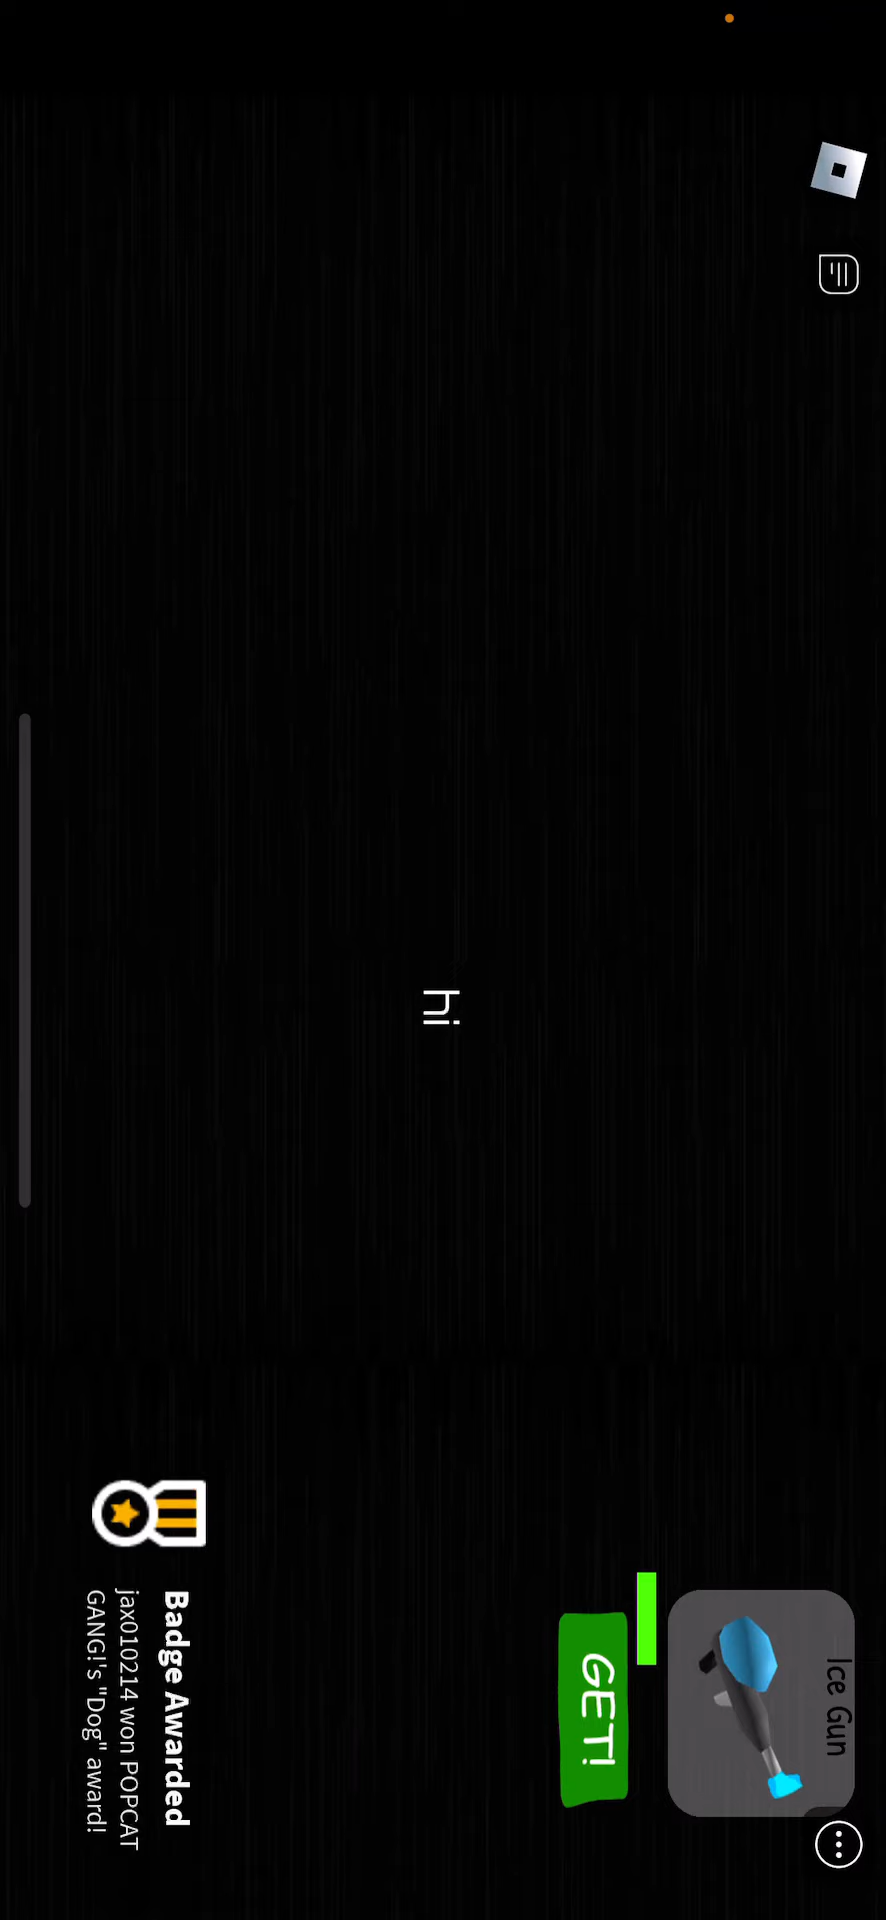 Ice Gun
GET!
hi
Badge Awarded
jax010214 won POPCAT
GANG!'s "Dog" award!